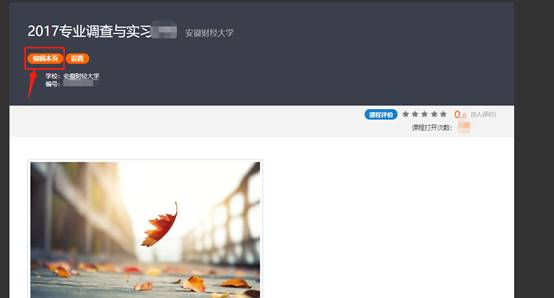 2017专业调查与实习 安徽财经大学
编辑本页 设置
学校：安徽财经大学
编号：
课程评价 0.0 (0人评价)
课程打开次数：